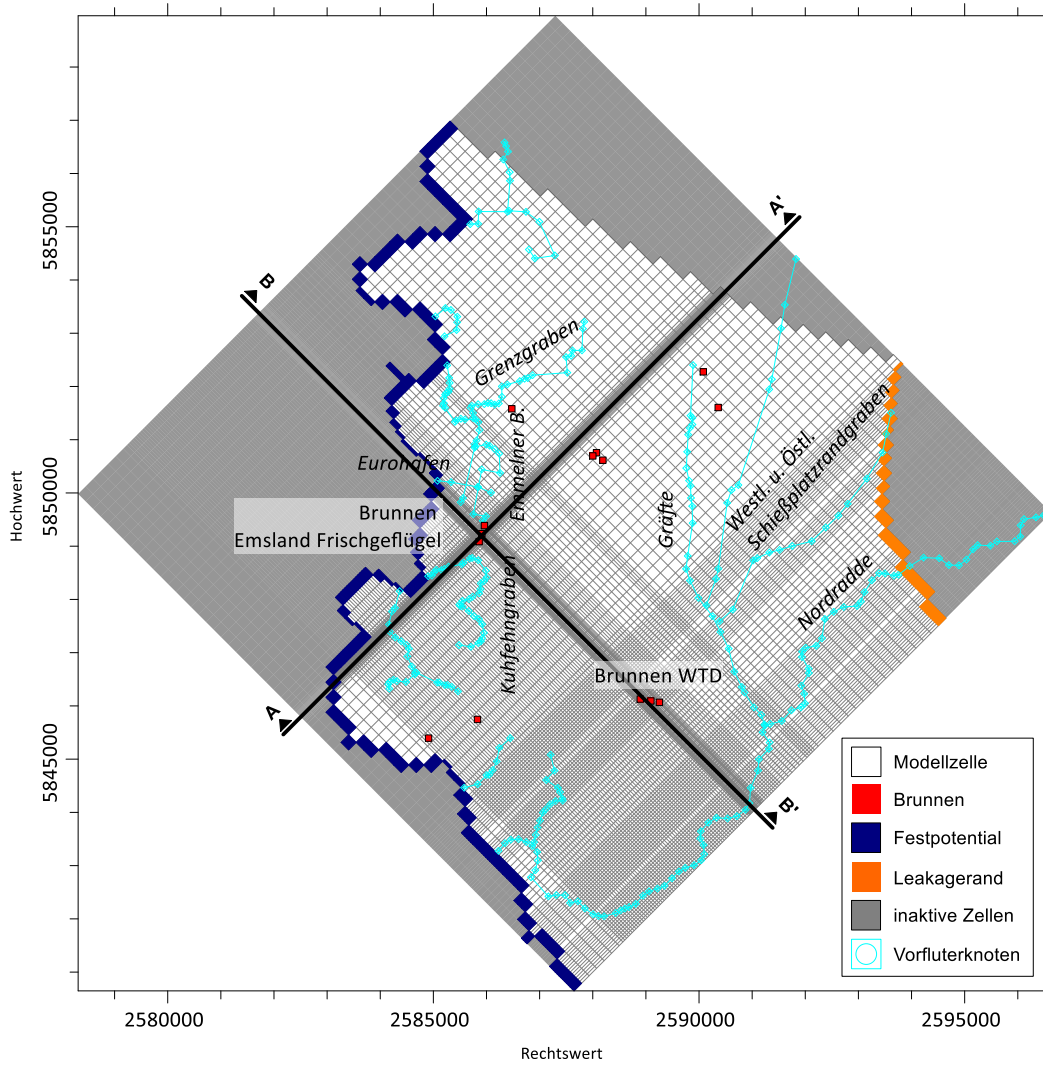 A'
B
Grenzgraben
Emmelner B.
Eurohafen
Brunnen
Emsland Frischgeflügel
Gräfte
Westl. u. Östl.
Schießplatzrandgraben
Nordradde
Kuhfehngraben
Brunnen WTD
A
B'
Modellzelle
Brunnen
Festpotential
Leakagerand
inaktive Zellen
Vorfluterknoten
5855000
5850000
5845000
Hochwert
2580000 2585000 2590000 2595000
Rechtswert